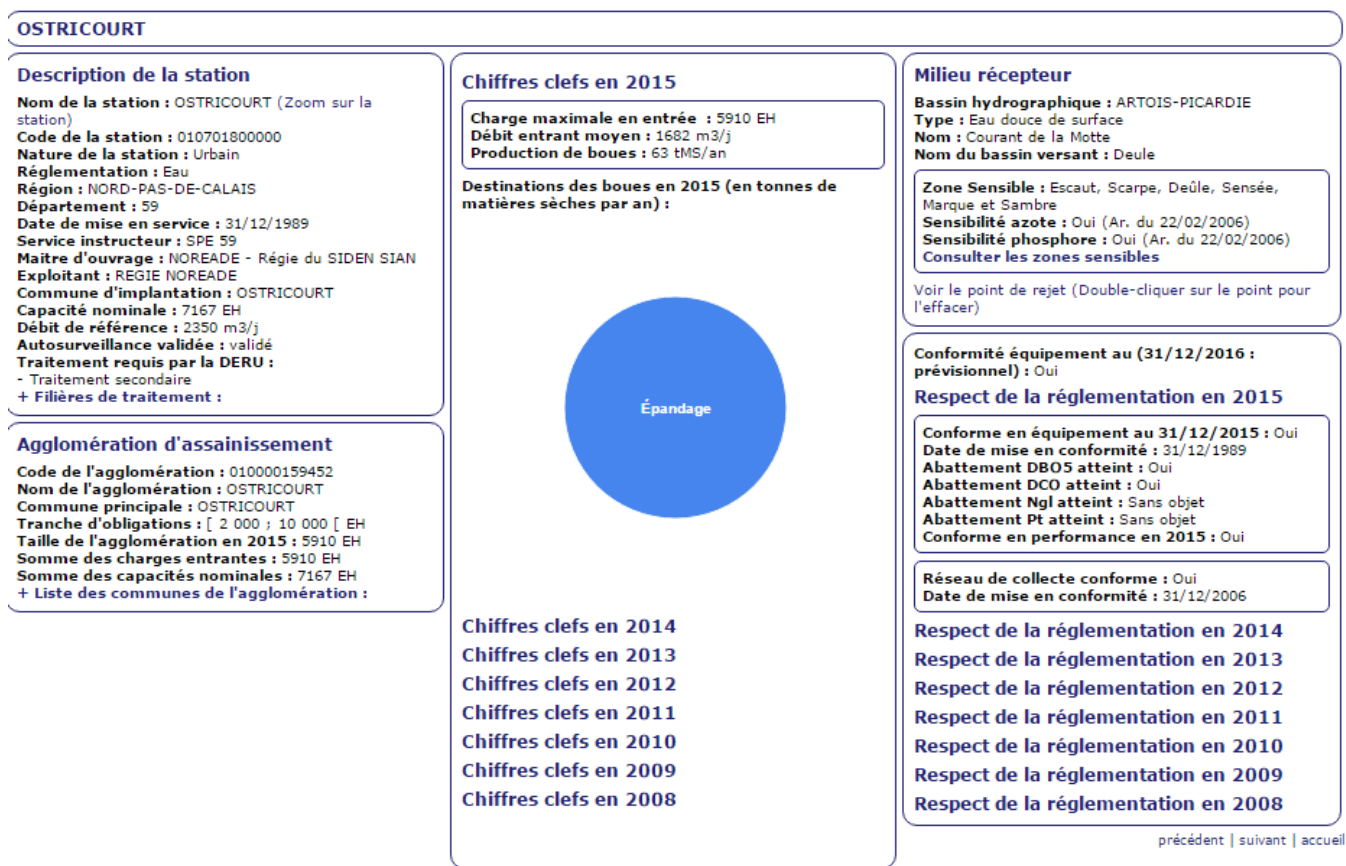 OSTRICOURT
Description de la station
Nom de la station : OSTRICOURT (Zoom sur la
station)
Code de la station : 010701800000
Nature de la station : Urbain
Réglementation : Eau
Région : NORD-PAS-DE-CALAIS
Département : 59
Date de mise en service : 31/12/1989
Service instructeur : SPE 59
Maitre d'ouvrage : NOREADE - Régie du SIDEN SIAN
Exploitant : REGIE NOREADE
Commune d'implantation : OSTRICOURT
Capacité nominale : 7167 EH
Débit de référence : 2350 m3/j
Autosurveillance validée : validé
Traitement requis par la DERU :
- Traitement secondaire
+ Filières de traitement :
Agglomération d'assainissement
Code de l'agglomération : 010000159452
Nom de l'agglomération : OSTRICOURT
Commune principale : OSTRICOURT
Tranche d'obligations : [ 2 000 ; 10 000 [ EH
Taille de l'agglomération en 2015 : 5910 EH
Somme des charges entrantes : 5910 EH
Somme des capacités nominales : 7167 EH
+ Liste des communes de l'agglomération :
Chiffres clefs en 2015
Charge maximale en entrée : 5910 EH
Débit entrant moyen : 1682 m3/j
Production de boues : 63 tMS/an
Destinations des boues en 2015 (en tonnes de
matières sèches par an) :
Épandage
Chiffres clefs en 2014
Chiffres clefs en 2013
Chiffres clefs en 2012
Chiffres clefs en 2011
Chiffres clefs en 2010
Chiffres clefs en 2009
Chiffres clefs en 2008
Milieu récepteur
Bassin hydrographique : ARTOIS-PICARDIE
Type : Eau douce de surface
Nom : Courant de la Motte
Nom du bassin versant : Deule
Zone Sensible : Escaut, Scarpe, Deûle, Sensée,
Marque et Sambre
Sensibilité azote : Oui (Ar. du 22/02/2006)
Sensibilité phosphore : Oui (Ar. du 22/02/2006)
Consulter les zones sensibles
Voir le point de rejet (Double-cliquer sur le point pour
l'effacer)
Conformité équipement au (31/12/2016 :
prévisionnel) : Oui
Respect de la réglementation en 2015
Conforme en équipement au 31/12/2015 : Oui
Date de mise en conformité : 31/12/1989
Abattement DBO5 atteint : Oui
Abattement DCO atteint : Oui
Abattement Ngl atteint : Sans objet
Abattement Pt atteint : Sans objet
Conforme en performance en 2015 : Oui
Réseau de collecte conforme : Oui
Date de mise en conformité : 31/12/2006
Respect de la réglementation en 2014
Respect de la réglementation en 2013
Respect de la réglementation en 2012
Respect de la réglementation en 2011
Respect de la réglementation en 2010
Respect de la réglementation en 2009
Respect de la réglementation en 2008
précédent | suivant | accueil